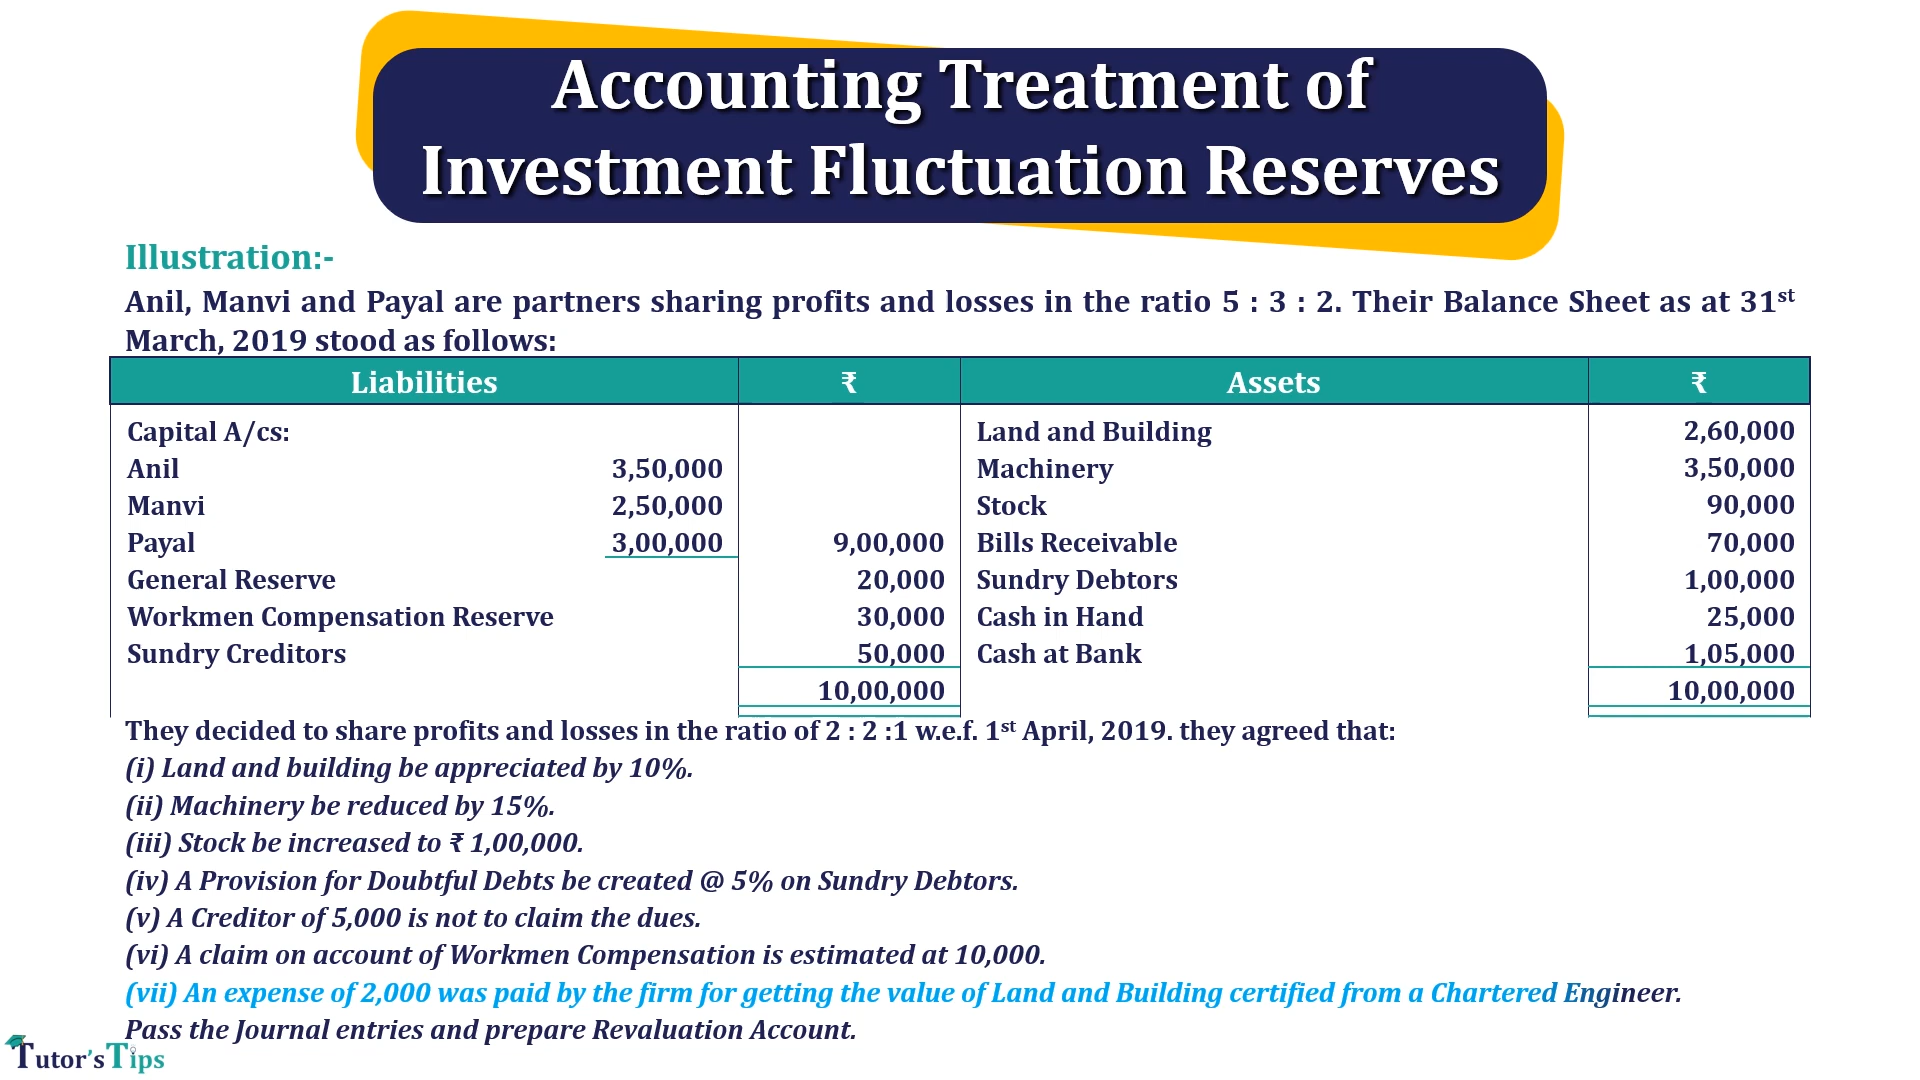 Accounting Treatment of
Investment Fluctuation Reserves
Illustration:-
Anil, Manvi and Payal are partners sharing profits and losses in the ratio 5 : 3 : 2. Their Balance Sheet as at 31st
March, 2019 stood as follows:
Liabilities ₹ Assets ₹
Capital A/cs: Land and Building 2,60,000
Anil 3,50,000 Machinery 3,50,000
Manvi 2,50,000 Stock 90,000
Payal 3,00,000 9,00,000 Bills Receivable 70,000
General Reserve 20,000 Sundry Debtors 1,00,000
Workmen Compensation Reserve 30,000 Cash in Hand 25,000
Sundry Creditors 50,000 Cash at Bank 1,05,000
10,00,000 10,00,000
They decided to share profits and losses in the ratio of 2 : 2 :1 w.e.f. 1st April, 2019. they agreed that:
(i) Land and building be appreciated by 10%.
(ii) Machinery be reduced by 15%.
(iii) Stock be increased to ₹ 1,00,000.
(iv) A Provision for Doubtful Debts be created @ 5% on Sundry Debtors.
(v) A Creditor of 5,000 is not to claim the dues.
(vi) A claim on account of Workmen Compensation is estimated at 10,000.
(vii) An expense of 2,000 was paid by the firm for getting the value of Land and Building certified from a Chartered Engineer.
Pass the Journal entries and prepare Revaluation Account.
Tutor'sTips